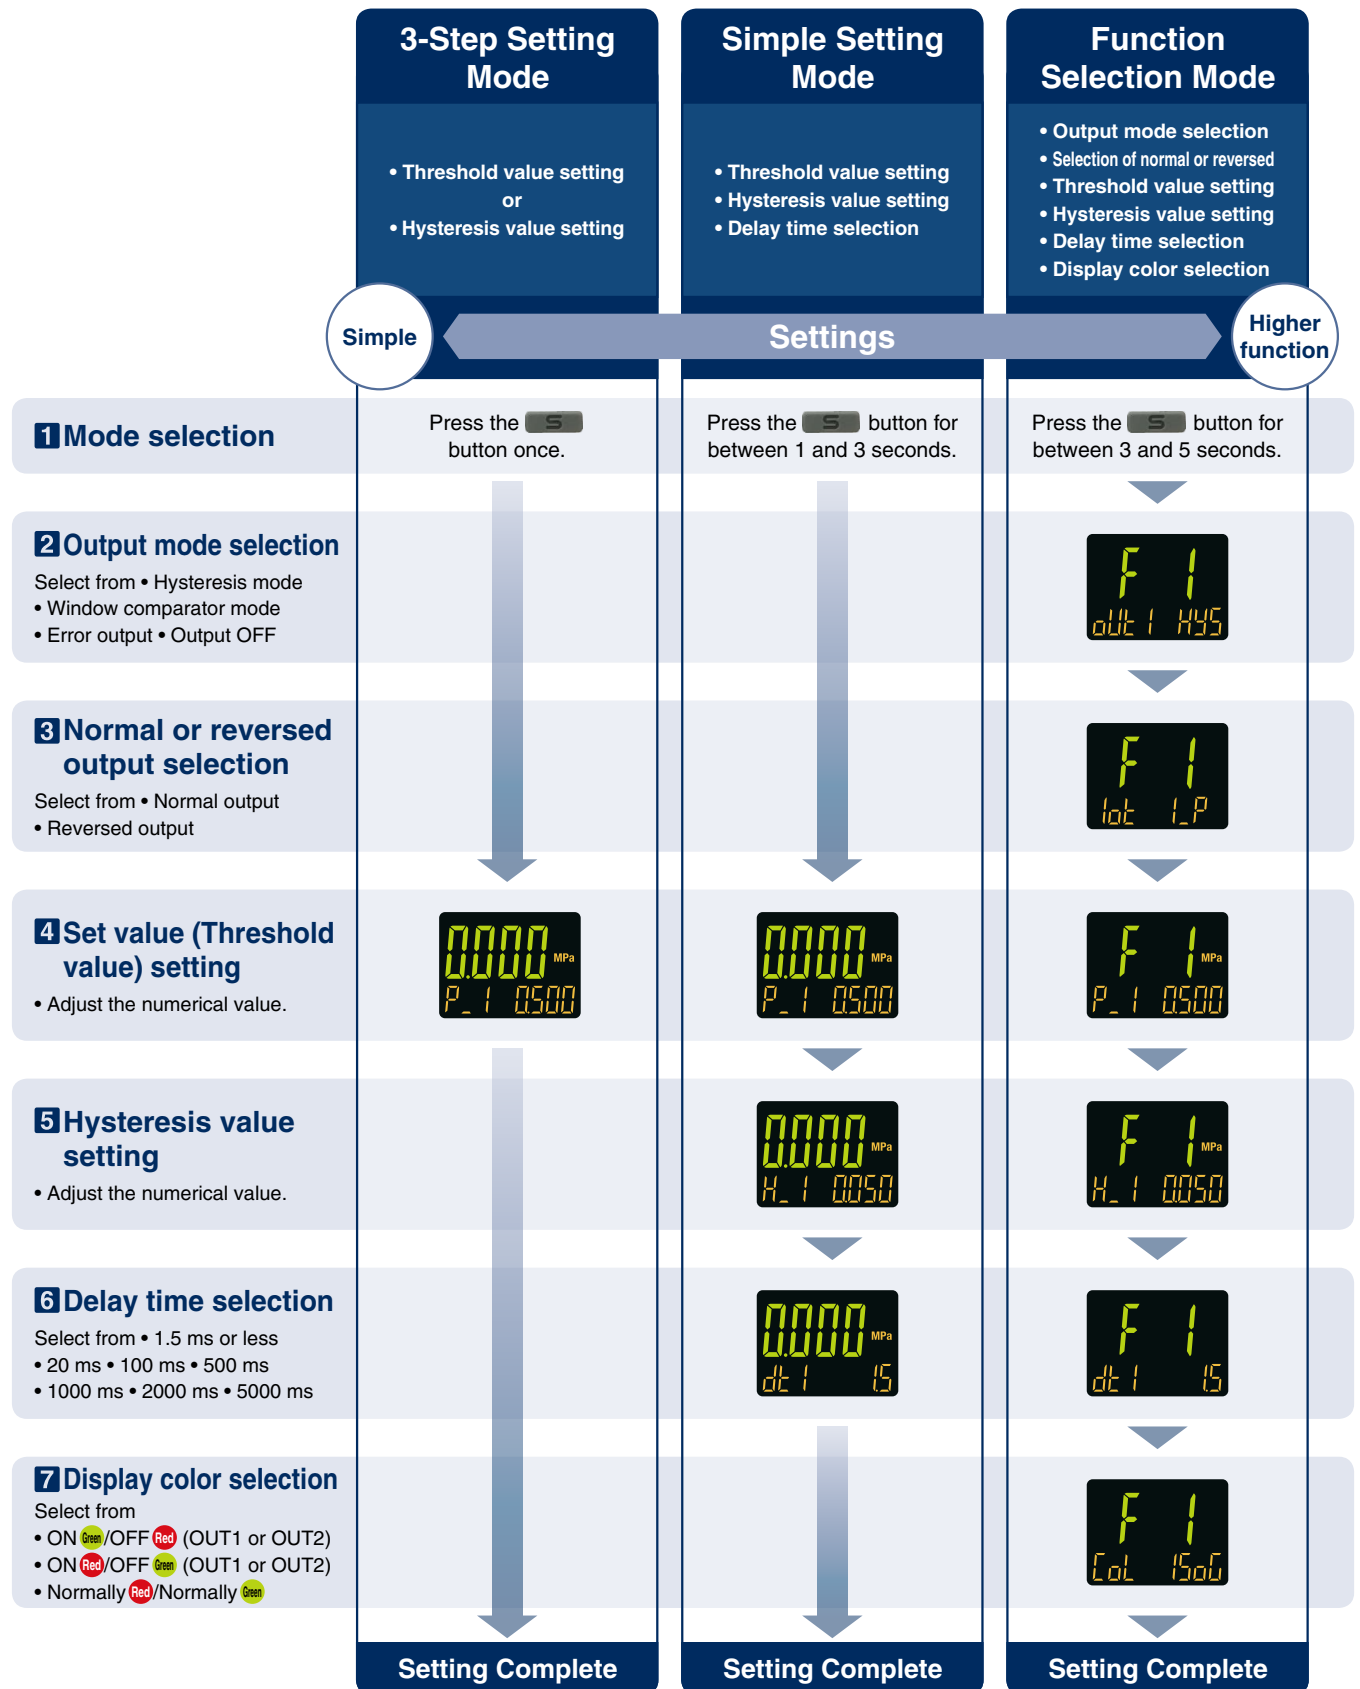 3-Step Setting
Mode
• Threshold value setting
or
• Hysteresis value setting
Simple Setting
Mode
• Threshold value setting
• Hysteresis value setting
• Delay time selection
Function
Selection Mode
• Output mode selection
• Selection of normal or reversed
• Threshold value setting
• Hysteresis value setting
• Delay time selection
• Display color selection
Simple
Settings
Higher
function
1 Mode selection
Press the S
button once.
Press the S button for
between 1 and 3 seconds.
Press the S button for
between 3 and 5 seconds.
2 Output mode selection
Select from • Hysteresis mode
• Window comparator mode
• Error output • Output OFF
F 1
oUt1 HYS
3 Normal or reversed
output selection
Select from • Normal output
• Reversed output
F 1
1ot 1_P
4 Set value (Threshold
value) setting
• Adjust the numerical value.
0.000 MPa
P_1 0.500
0.000 MPa
P_1 0.500
F 1 MPa
P_1 0.500
5 Hysteresis value
setting
• Adjust the numerical value.
0.000 MPa
H_1 0.050
F 1 MPa
H_1 0.050
6 Delay time selection
Select from • 1.5 ms or less
• 20 ms • 100 ms • 500 ms
• 1000 ms • 2000 ms • 5000 ms
0.000 MPa
dt1 1.5
F 1
dt1 1.5
7 Display color selection
Select from
• ON Green/OFF Red (OUT1 or OUT2)
• ON Red/OFF Green (OUT1 or OUT2)
• Normally Red/Normally Green
F 1
CoL 1SoG
Setting Complete
Setting Complete
Setting Complete